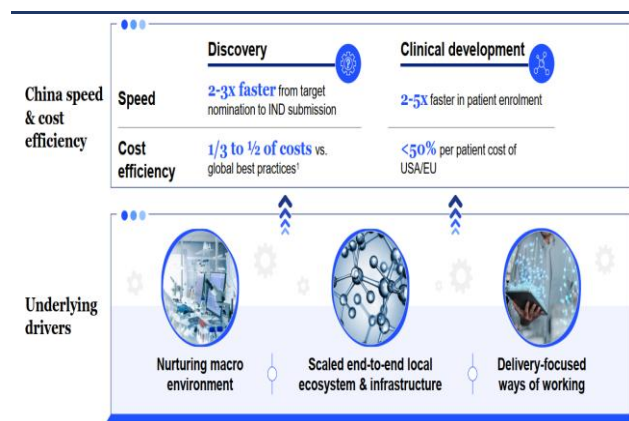 Discovery
Clinical development
China speed
& cost
efficiency
Speed
2-3x faster from target
nomination to IND submission
2-5x faster in patient enrolment
Cost
efficiency
1/3 to ½ of costs vs.
global best practices¹
<50% per patient cost of
USA/EU
Underlying
drivers
Nurturing macro
environment
Scaled end-to-end local
ecosystem & infrastructure
Delivery-focused
ways of working